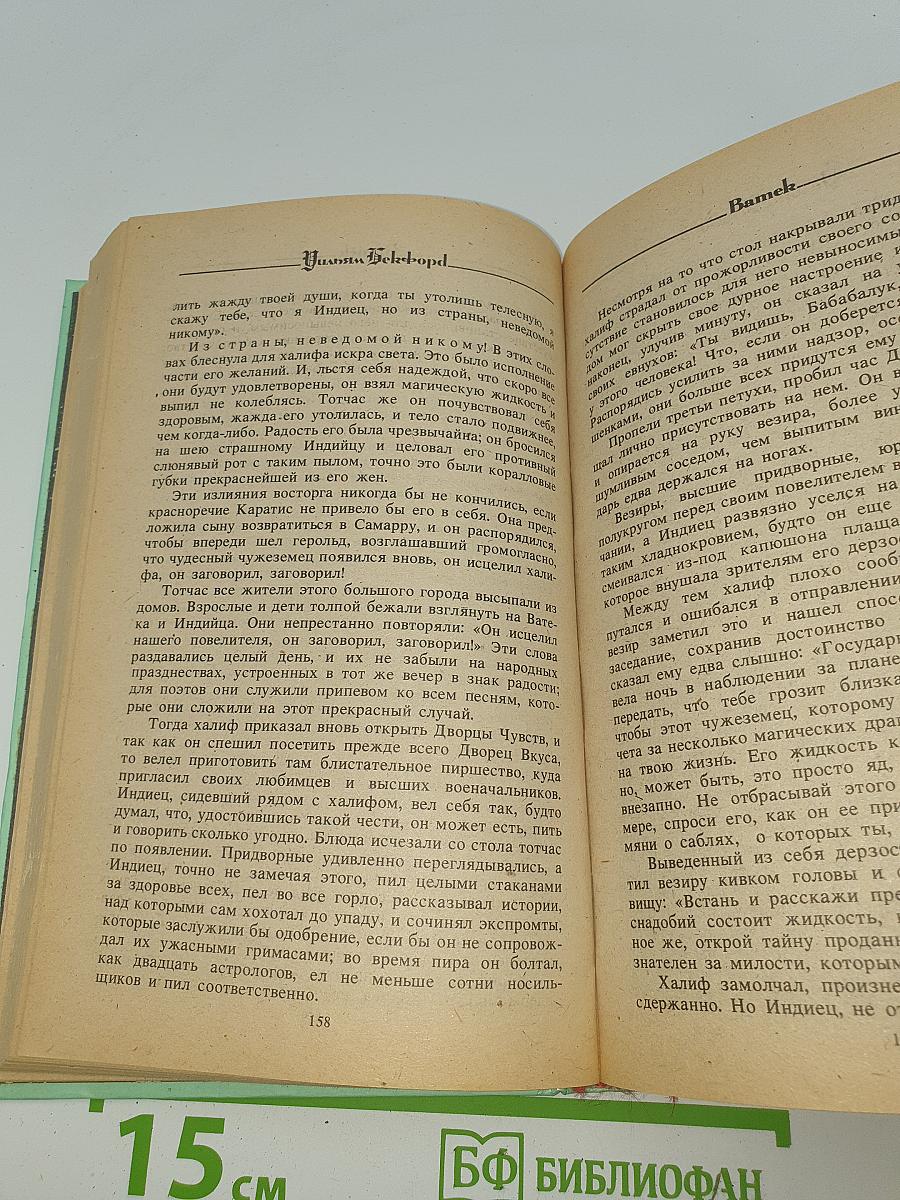 Уильям Бекфорд
лить жажду твоей души, когда ты утолишь телесную, я
скажу тебе, что я Индиец, но из страны, неведомой
никому».
Из страны, неведомой никому! В этих сло-
вах блеснула для халифа искра света. Это было исполнение
части его желаний. И, льстя себя надеждой, что скоро все
они будут удовлетворены, он взял магическую жидкость и
выпил не колеблясь. Тотчас же он почувствовал себя
здоровым, жажда его утолилась, и тело стало подвижнее,
чем когда-либо. Радость его была чрезвычайна; он бросился
на шею страшному Индийцу и целовал его противный
слюнявый рот с таким пылом, точно это были коралловые
губки прекраснейшей из его жен.
Эти излияния восторга никогда бы не кончились, если
красноречие Каратис не привело бы его в себя. Она пред-
ложила сыну возвратиться в Самарру, и он распорядился,
чтобы впереди шел герольд, возглашавший громогласно,
что чудесный чужеземец появился вновь, он исцелил хали-
фа, он заговорил, заговорил!
Тотчас все жители этого большого города высыпали из
домов. Взрослые и дети толпой бежали взглянуть на Вате-
ка и Индийца. Они непрестанно повторяли: «Он исцелил
нашего повелителя, он заговорил, заговорил!» Эти слова
раздавались целый день, и их не забыли на народных
празднествах, устроенных в тот же вечер в знак радости;
для поэтов они служили припевом ко всем песням, кото-
рые они сложили на этот прекрасный случай.
Тогда халиф приказал вновь открыть Дворцы Чувств, и
так как он спешил посетить прежде всего Дворец Вкуса,
то велел приготовить там блистательное пиршество, куда
пригласил своих любимцев и высших военачальников.
Индиец, сидевший рядом с халифом, вел себя так, будто
думал, что, удостоившись такой чести, он может есть, пить
и говорить сколько угодно. Блюда исчезали со стола тотчас
по появлении. Придворные удивленно переглядывались, а
Индиец, точно не замечая этого, пил целыми стаканами
за здоровье всех, пел во все горло, рассказывал истории,
над которыми сам хохотал до упаду, и сочинял экспромты,
которые заслужили бы одобрение, если бы он не сопровож-
дал их ужасными гримасами; во время пира он болтал,
как двадцать астрологов, ел не меньше сотни носиль-
щиков и пил соответственно.
158
Ватек
Несмотря на то что стол накрывали трид
халиф страдал от прожорливости своего со
сутствие становилось для него невыносимы
дом мог скрыть свое дурное настроение и
наконец, улучив минуту, он сказал на у
своих евнухов: «Ты видишь, Бабабалук,
у этого человека! Что, если он доберется
Распорядись усилить за ними надзор, осо
шенками, они больше всех придутся ему
Пропели третьи петухи, пробил час Д
щал лично присутствовать на нем. Он в
и опирается на руку везира, более у
шумливым соседом, чем выпитым вин
дарь едва держался на ногах.
Везиры, высшие придворные, юр
полукругом перед своим повелителем в
чании, а Индиец развязно уселся на
таким хладнокровием, будто он еще
смеивался из-под капюшона плаща
которое внушала зрителям его дерзос
Между тем халиф плохо сообр
путался и ошибался в отправлении
везир заметил это и нашел спосо
заседание, сохранив достоинство
сказал ему едва слышно: «Государь
вела ночь в наблюдении за плане
передать, что тебе грозит близка
чтобы этот чужеземец, которому
чета за несколько магических драг
на твою жизнь. Его жидкость к
но, может быть, это просто яд,
внезапно. Не отбрасывай этого
мере, спроси его, как он ее при
мяни о саблях, о которых ты,
Выведенный из себя дерзос
тил везиру кивком головы и с
вищу: «Встань и расскажи пре
снадобий состоит жидкость, к
ное же, открой тайну продан
знателен за милости, которым
Халиф замолчал, произне
сдержанно. Но Индиец, не от
15 см
БФ БИБЛИОФАН